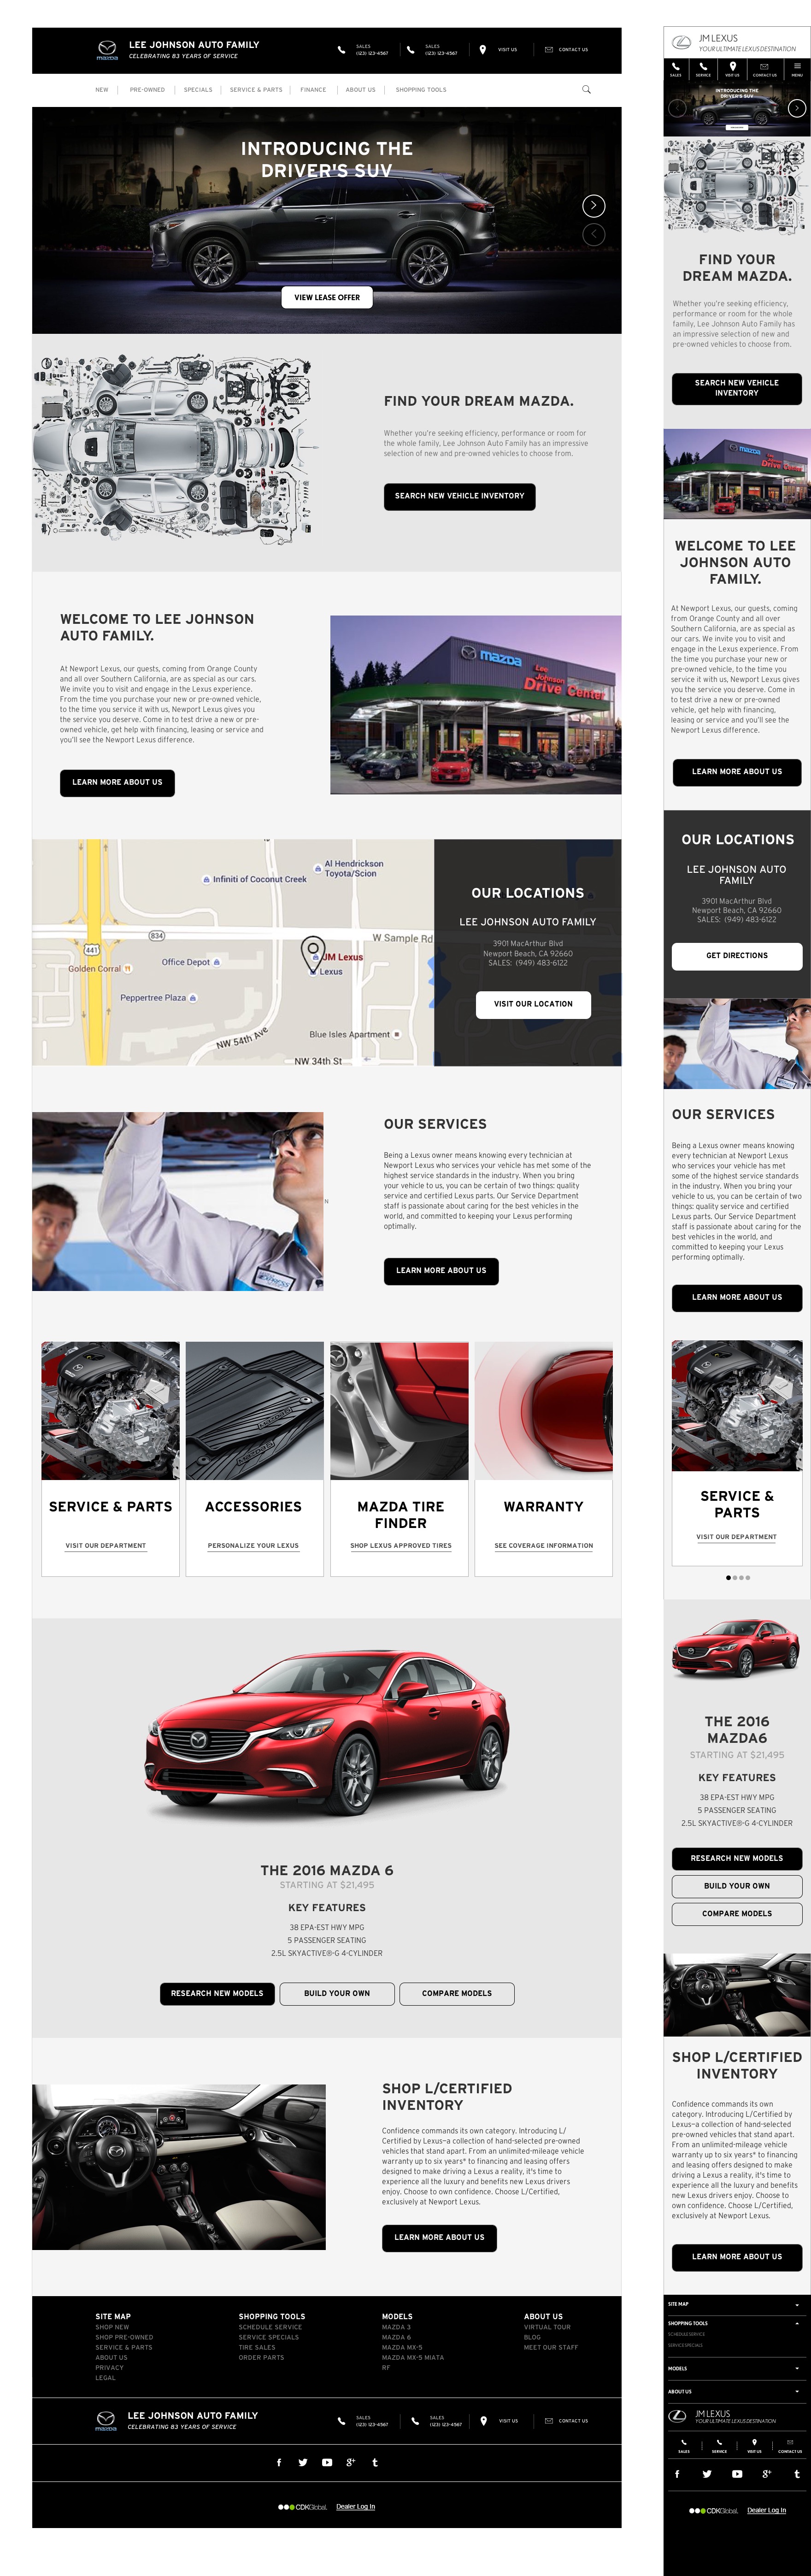 LEE JOHNSON AUTO FAMILY
CELEBRATING 83 YEARS OF SERVICE
mazda
SALES
(123) 123-4567
SALES
(123) 123-4567
VISIT US
CONTACT US
NEW
PRE-OWNED
SPECIALS
SERVICE & PARTS
FINANCE
ABOUT US
SHOPPING TOOLS
INTRODUCING THE
DRIVER'S SUV
VIEW LEASE OFFER
FIND YOUR DREAM MAZDA.
Whether you're seeking efficiency, performance or room for
the whole family, Lee Johnson Auto Family has an impressive
selection of new and pre-owned vehicles to choose from.
SEARCH NEW VEHICLE INVENTORY
WELCOME TO LEE JOHNSON
AUTO FAMILY.
At Newport Lexus, our guests, coming from Orange County
and all over Southern California, are as special as our cars.
We invite you to visit and engage in the Lexus experience.
From the time you purchase your new or pre-owned vehicle,
to the time you service it with us, Newport Lexus gives you
the service you deserve. Come in to test drive a new or pre-
owned vehicle, get help with financing, leasing or service and
you'll see the Newport Lexus difference.
LEARN MORE ABOUT US
mazda
Lee
Johnson
Drive Center
Al Hendrickson
Toyota/Scion
Infiniti of Coconut Creek
834
441
W Sample Rd
Office Depot
JM Lexus
Lexus
Golden Corral
Peppertree Plaza
NW 54th Ave
Blue Isles Apartment
NW 34th St
OUR LOCATIONS
LEE JOHNSON AUTO FAMILY
3901 MacArthur Blvd
Newport Beach, CA 92660
SALES: (949) 483-6122
VISIT OUR LOCATION
OUR SERVICES
Being a Lexus owner means knowing every technician at
Newport Lexus who services your vehicle has met some of the
highest service standards in the industry. When you bring
your vehicle to us, you can be certain of two things: quality
service and certified Lexus parts. Our Service Department
staff is passionate about caring for the best vehicles in the
world, and committed to keeping your Lexus performing
optimally.
N
LEARN MORE ABOUT US
EXPRESS
SERVICE & PARTS
VISIT OUR DEPARTMENT
ACCESSORIES
PERSONALIZE YOUR LEXUS
MAZDA TIRE
FINDER
SHOP LEXUS APPROVED TIRES
WARRANTY
SEE COVERAGE INFORMATION
THE 2016 MAZDA 6
STARTING AT $21,495
KEY FEATURES
38 EPA-EST HWY MPG
5 PASSENGER SEATING
2.5L SKYACTIVE®-G 4-CYLINDER
RESEARCH NEW MODELS
BUILD YOUR OWN
COMPARE MODELS
SHOP L/CERTIFIED
INVENTORY
Confidence commands its own category. Introducing L/
Certified by Lexus–a collection of hand-selected pre-owned
vehicles that stand apart. From an unlimited-mileage vehicle
warranty up to six years* to financing and leasing offers
designed to make driving a Lexus a reality, it's time to
experience all the luxury and benefits new Lexus drivers
enjoy. Choose to own confidence. Choose L/Certified,
exclusively at Newport Lexus.
LEARN MORE ABOUT US
SITE MAP
SHOP NEW
SHOP PRE-OWNED
SERVICE & PARTS
ABOUT US
PRIVACY
LEGAL
SHOPPING TOOLS
SCHEDULE SERVICE
SERVICE SPECIALS
TIRE SALES
ORDER PARTS
MODELS
MAZDA 3
MAZDA 6
MAZDA MX-5
MAZDA MX-5 MIATA
RF
ABOUT US
VIRTUAL TOUR
BLOG
MEET OUR STAFF
mazda
LEE JOHNSON AUTO FAMILY
CELEBRATING 83 YEARS OF SERVICE
SALES
(123) 123-4567
SALES
(123) 123-4567
VISIT US
CONTACT US
CDKGlobal.
Dealer Log In
JM LEXUS
YOUR ULTIMATE LEXUS DESTINATION
SALES
SERVICE
VISIT US
CONTACT US
MENU
INTRODUCING THE
DRIVER'S SUV
FIND YOUR
DREAM MAZDA.
Whether you're seeking efficiency,
performance or room for the whole
family, Lee Johnson Auto Family has
an impressive selection of new and
pre-owned vehicles to choose from.
SEARCH NEW VEHICLE
INVENTORY
mazda
Drive Center
WELCOME TO LEE
JOHNSON AUTO
FAMILY.
At Newport Lexus, our guests, coming
from Orange County and all over
Southern California, are as special as
our cars. We invite you to visit and
engage in the Lexus experience. From
the time you purchase your new or
pre-owned vehicle, to the time you
service it with us, Newport Lexus gives
you the service you deserve. Come in
to test drive a new or pre-owned
vehicle, get help with financing,
leasing or service and you'll see the
Newport Lexus difference.
LEARN MORE ABOUT US
OUR LOCATIONS
LEE JOHNSON AUTO
FAMILY
3901 MacArthur Blvd
Newport Beach, CA 92660
SALES: (949) 483-6122
GET DIRECTIONS
OUR SERVICES
Being a Lexus owner means knowing
every technician at Newport Lexus
who services your vehicle has met
some of the highest service standards
in the industry. When you bring your
vehicle to us, you can be certain of two
things: quality service and certified
Lexus parts. Our Service Department
staff is passionate about caring for the
best vehicles in the world, and
committed to keeping your Lexus
performing optimally.
LEARN MORE ABOUT US
SERVICE &
PARTS
VISIT OUR DEPARTMENT
THE 2016
MAZDA6
STARTING AT $21,495
KEY FEATURES
38 EPA-EST HWY MPG
5 PASSENGER SEATING
2.5L SKYACTIVE®-G 4-CYLINDER
RESEARCH NEW MODELS
BUILD YOUR OWN
COMPARE MODELS
SHOP L/CERTIFIED
INVENTORY
Confidence commands its own
category. Introducing L/Certified by
Lexus–a collection of hand-selected
pre-owned vehicles that stand apart.
From an unlimited-mileage vehicle
warranty up to six years* to financing
and leasing offers designed to make
driving a Lexus a reality, it's time to
experience all the luxury and benefits
new Lexus drivers enjoy. Choose to
own confidence. Choose L/Certified,
exclusively at Newport Lexus.
LEARN MORE ABOUT US
SITE MAP
SHOPPING TOOLS
SCHEDULE SERVICE
SERVICE SPECIALS
MODELS
ABOUT US
JM LEXUS
YOUR ULTIMATE LEXUS DESTINATION
SALES
SERVICE
VISIT US
CONTACT US
CDKGlobal.
Dealer Log In